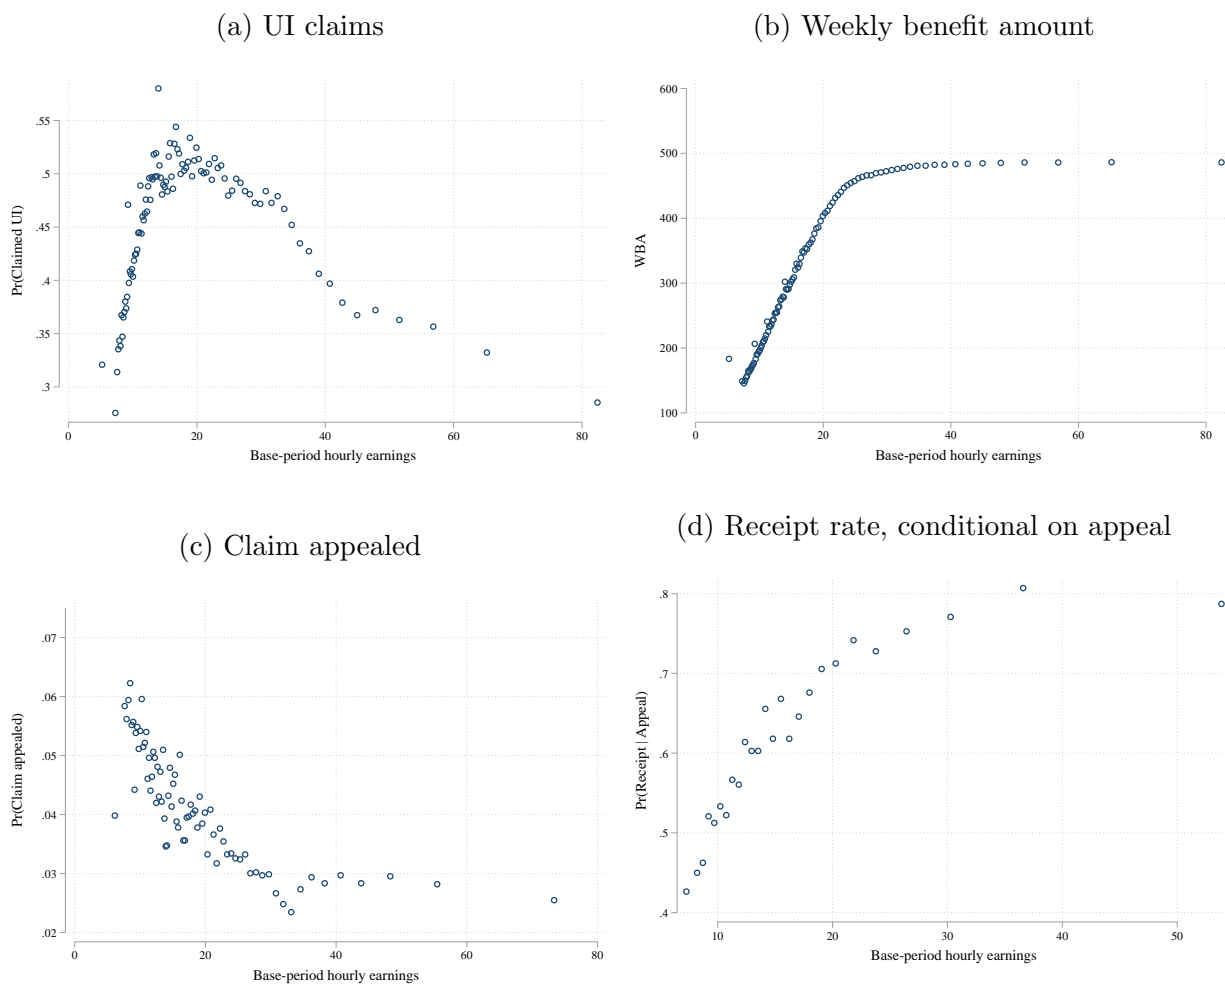 (a) UI claims
Pr(Claimed UI)
.55
.5
.45
.4
.35
.3
0 20 40 60 80
Base-period hourly earnings
(b) Weekly benefit amount
WBA
600
500
400
300
200
100
0 20 40 60 80
Base-period hourly earnings
(c) Claim appealed
Pr(Claim appealed)
.07
.06
.05
.04
.03
.02
0 20 40 60 80
Base-period hourly earnings
(d) Receipt rate, conditional on appeal
Pr(Receipt | Appeal)
.8
.7
.6
.5
.4
10 20 30 40 50
Base-period hourly earnings